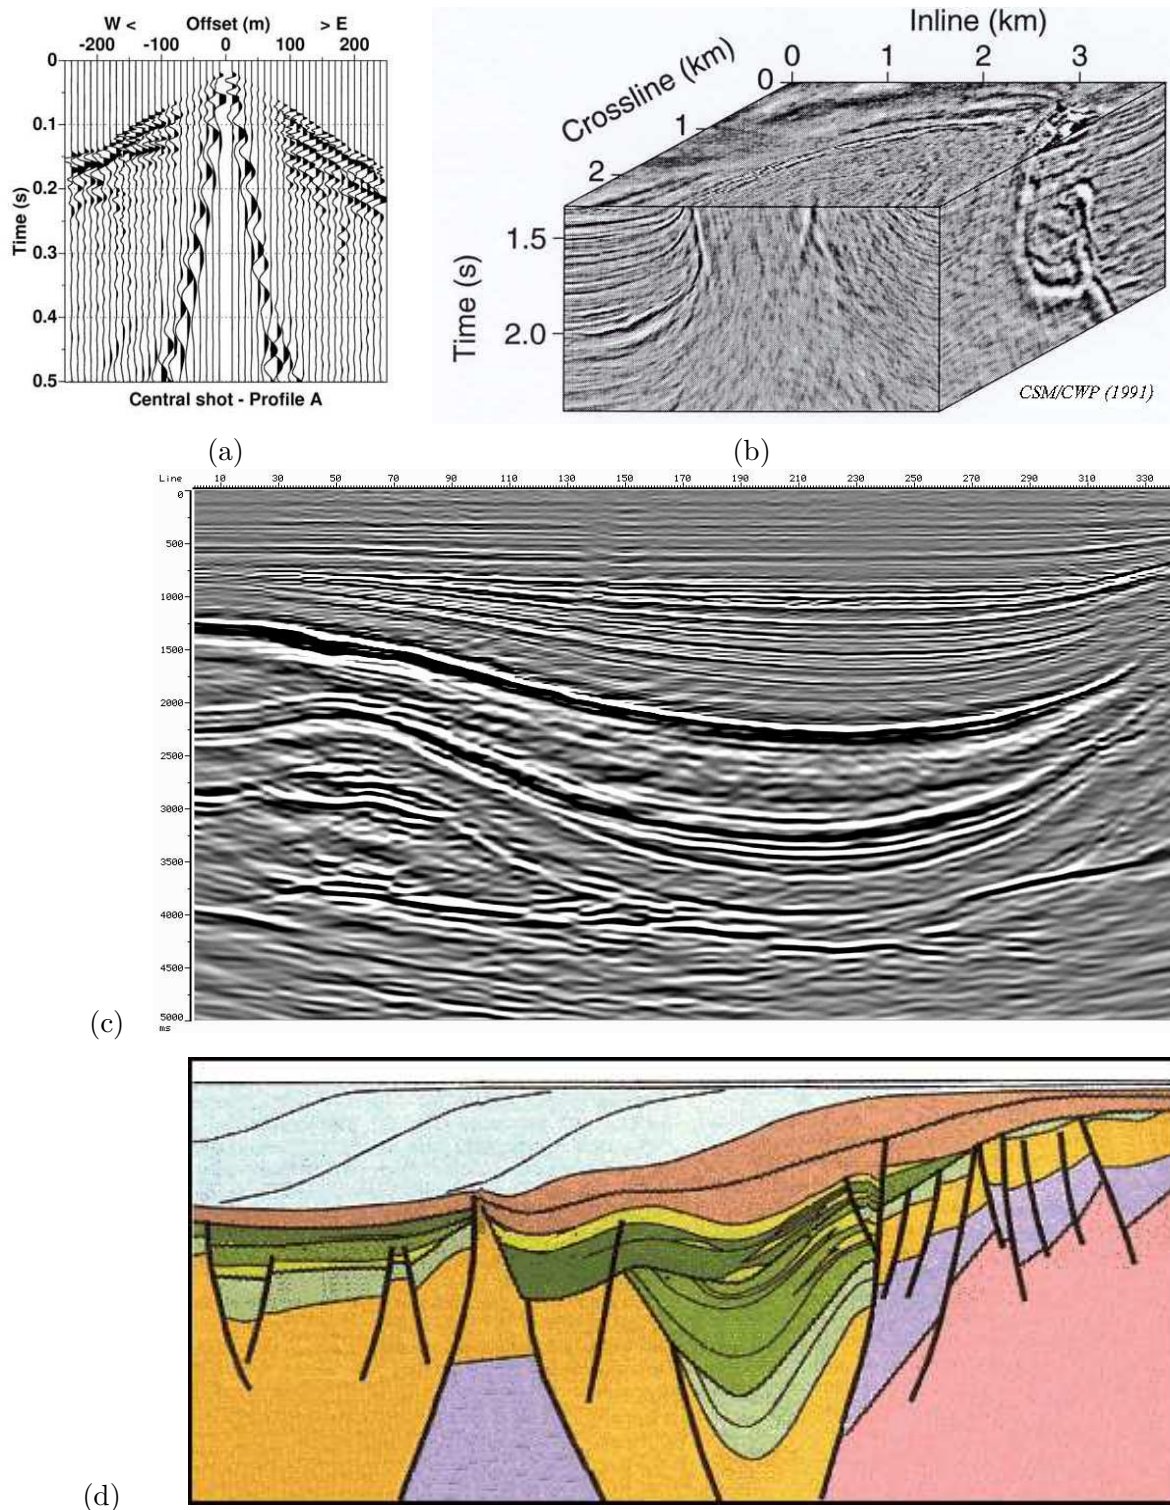 W < Offset (m) > E
-200 -100 0 100 200
0
0.1
0.2
0.3
0.4
0.5
Time (s)
Central shot - Profile A
(a)
Inline (km)
0 1 2 3
Crossline (km)
0
1
2
1.5
2.0
Time (s)
CSM/CWP (1991)
(b)
Line 10 30 50 70 90 110 130 150 170 190 210 230 250 270 290 310 330
0
500
1000
1500
2000
2500
3000
3500
4000
4500
5000
ms
(c)
(d)